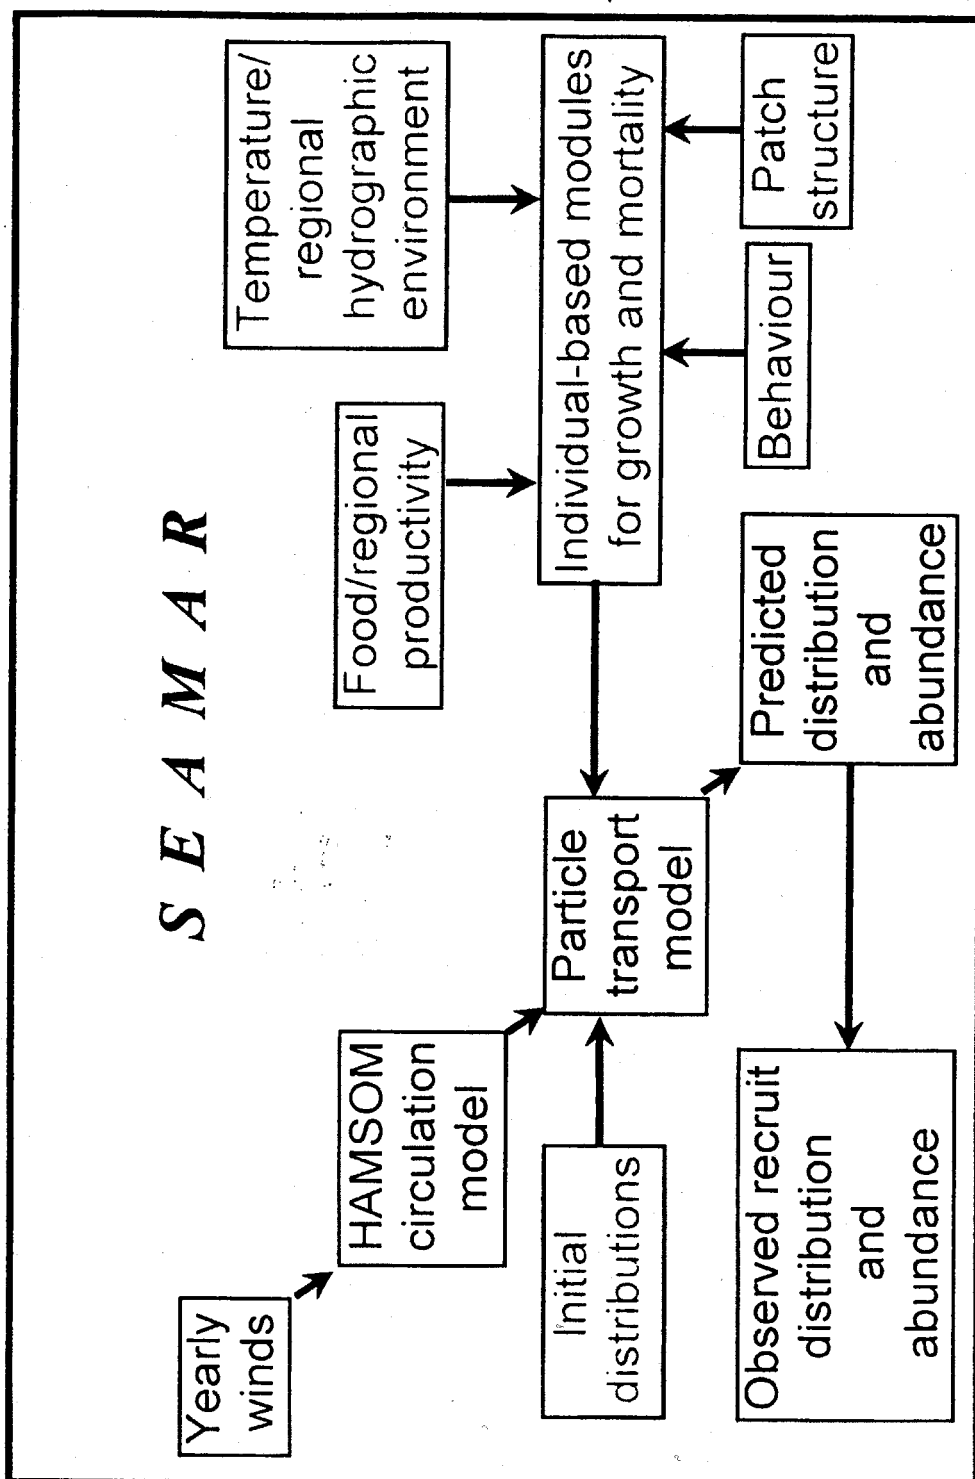 S E A M A R
Yearly
winds
HAMSOM
circulation
model
Initial
distributions
Particle
transport
model
Food/regional
productivity
Temperature/
regional
hydrographic
environment
Individual-based modules
for growth and mortality
Behaviour
Patch
structure
Predicted
distribution
and
abundance
Observed recruit
distribution
and
abundance